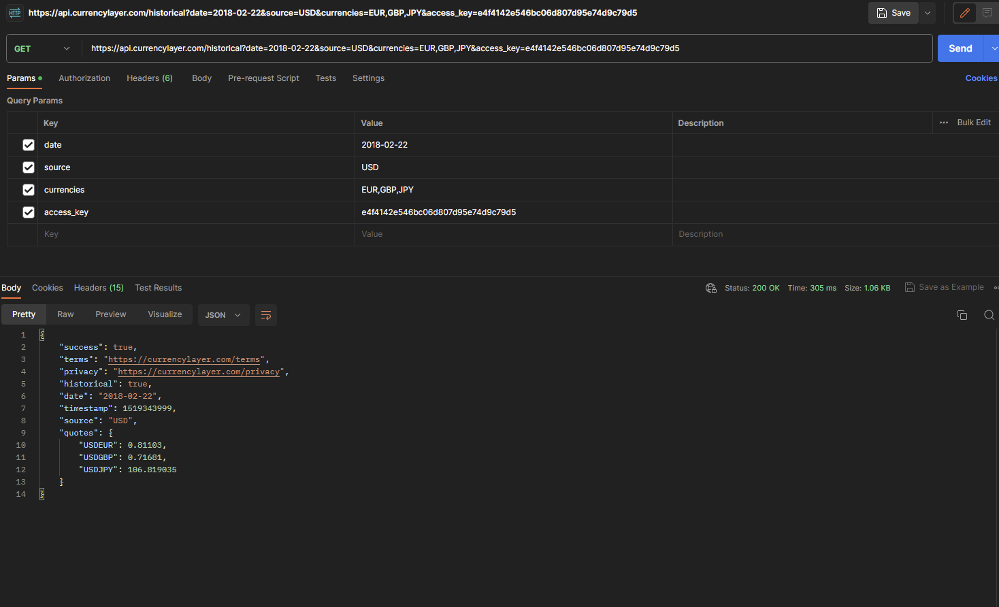 HTTP https://api.currencylayer.com/historical?date=2018-02-22&source=USD&currencies=EUR,GBP,JPY&access_key=e4f4142e546bc06d807d95e74d9c79d5 Save
GET https://api.currencylayer.com/historical?date=2018-02-22&source=USD&currencies=EUR,GBP,JPY&access_key=e4f4142e546bc06d807d95e74d9c79d5 Send
Params Authorization Headers (6) Body Pre-request Script Tests Settings Cookies
Query Params
Key Value Description ••• Bulk Edit
date 2018-02-22
source USD
currencies EUR,GBP,JPY
access_key e4f4142e546bc06d807d95e74d9c79d5
Key Value Description
Body Cookies Headers (15) Test Results Status: 200 OK Time: 305 ms Size: 1.06 KB Save as Example
Pretty Raw Preview Visualize JSON
1 {
2 "success": true,
3 "terms": "https://currencylayer.com/terms",
4 "privacy": "https://currencylayer.com/privacy",
5 "historical": true,
6 "date": "2018-02-22",
7 "timestamp": 1519343999,
8 "source": "USD",
9 "quotes": {
10 "USDEUR": 0.81103,
11 "USDGBP": 0.71681,
12 "USDJPY": 106.819035
13 }
14 }